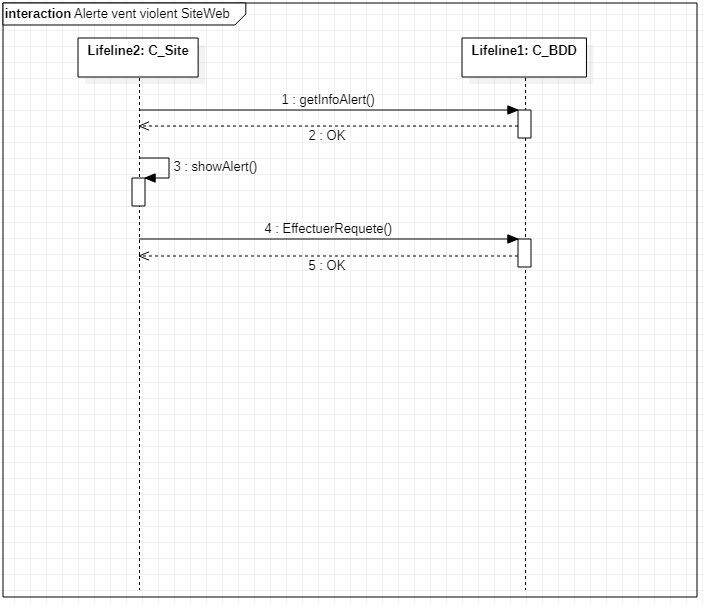 interaction Alerte vent violent SiteWeb
Lifeline2: C_Site
Lifeline1: C_BDD
1 : getInfoAlert()
2 : OK
3 : showAlert()
4 : EffectuerRequete()
5 : OK